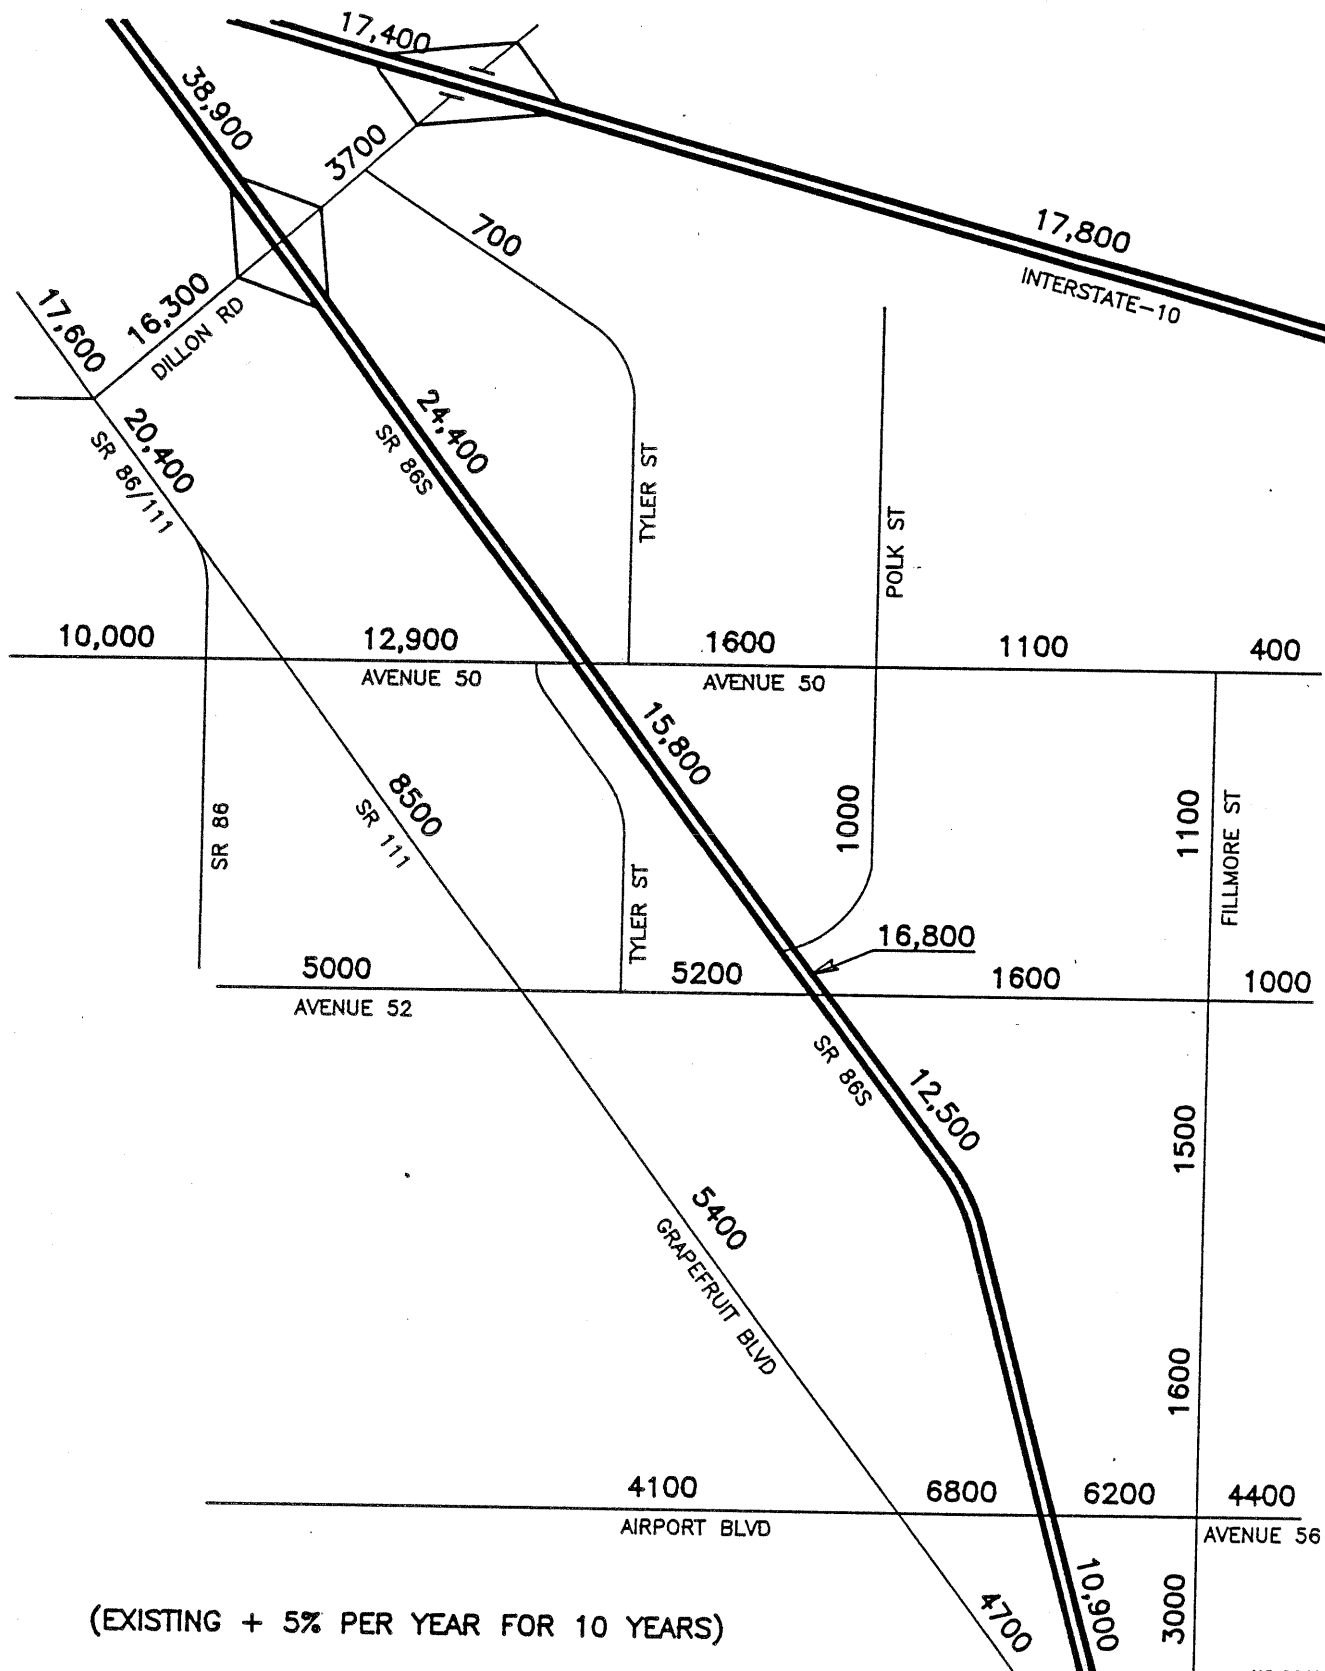 17,400
38,900
3700
700
17,800
INTERSTATE-10
17,600
16,300
DILLON RD
20,400
SR 86/111
24,400
SR 86S
TYLER ST
POLK ST
10,000
12,900
1600
1100
400
AVENUE 50
AVENUE 50
15,800
8500
SR 111
SR 86
1000
1100
FILLMORE ST
TYLER ST
16,800
5000
5200
1600
1000
AVENUE 52
SR 86S
12,500
1500
5400
GRAPEFRUIT BLVD
1600
4100
6800
6200
4400
AIRPORT BLVD
AVENUE 56
4700
10,900
3000
(EXISTING + 5% PER YEAR FOR 10 YEARS)